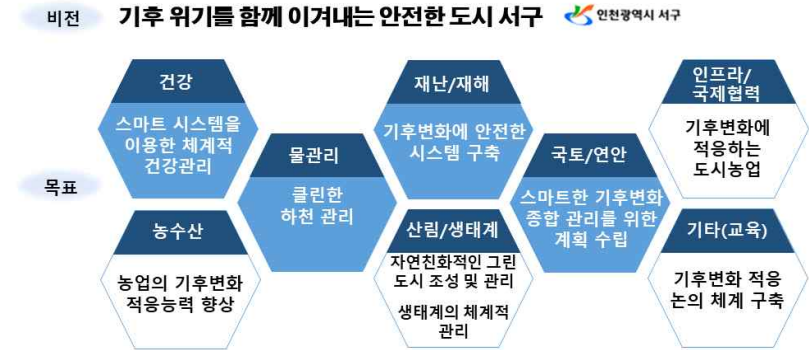 비전
기후 위기를 함께 이겨내는 안전한 도시 서구
인천광역시 서구
목표
건강
스마트 시스템을
이용한 체계적
건강관리
농수산
농업의 기후변화
적응능력 향상
물관리
클린한
하천 관리
재난/재해
기후변화에 안전한
시스템 구축
산림/생태계
자연친화적인 그린
도시 조성 및 관리
생태계의 체계적
관리
국토/연안
스마트한 기후변화
종합 관리를 위한
계획 수립
인프라/
국제협력
기후변화에
적응하는
도시농업
기타(교육)
기후변화 적응
논의 체계 구축